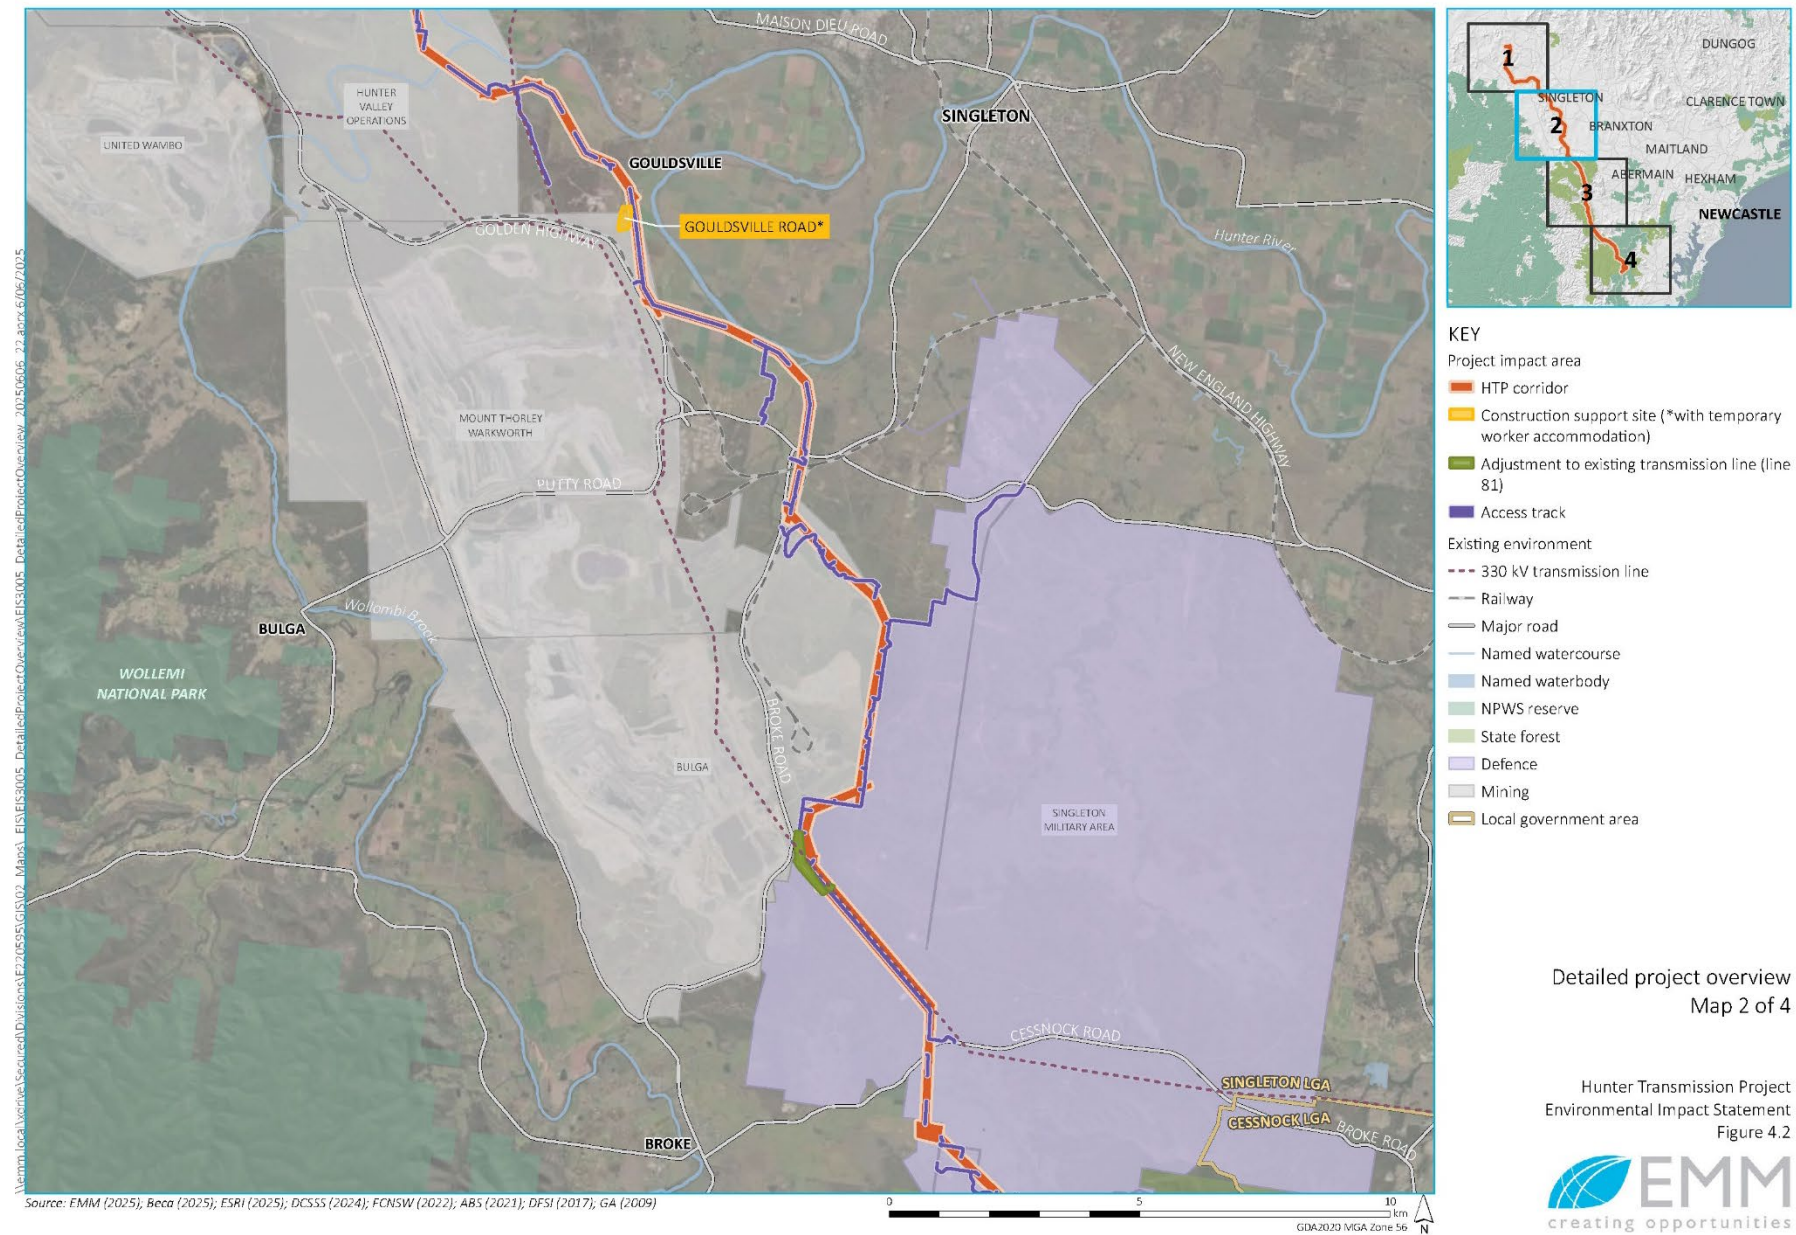 MAISON DIEU ROAD
HUNTER
VALLEY
OPERATIONS
UNITED WAMBO
SINGLETON
GOULDSVILLE
GOULDSVILLE ROAD*
GOLDEN HIGHWAY
Hunter River
NEW ENGLAND HIGHWAY
MOUNT THORLEY
WARKWORTH
PUTTY ROAD
BULGA
Wollombi Brook
WOLLEMI
NATIONAL PARK
BROKE ROAD
BULGA
SINGLETON
MILITARY AREA
CESSNOCK ROAD
SINGLETON LGA
CESSNOCK LGA
BROKE ROAD
BROKE
Source: EMM (2025); Beca (2025); ESRI (2025); DCSSS (2024); FCNSW (2022); ABS (2021); DFSI (2017); GA (2009)
0 5 10
km
GDA2020 MGA Zone 56
N
1
2
3
4
DUNGOG
SINGLETON
CLARENCE TOWN
BRANXTON
MAITLAND
ABERMAIN
HEXHAM
NEWCASTLE
KEY
Project impact area
HTP corridor
Construction support site (*with temporary
worker accommodation)
Adjustment to existing transmission line (line
81)
Access track
Existing environment
330 kV transmission line
Railway
Major road
Named watercourse
Named waterbody
NPWS reserve
State forest
Defence
Mining
Local government area
Detailed project overview
Map 2 of 4
Hunter Transmission Project
Environmental Impact Statement
Figure 4.2
EMM
creating opportunities